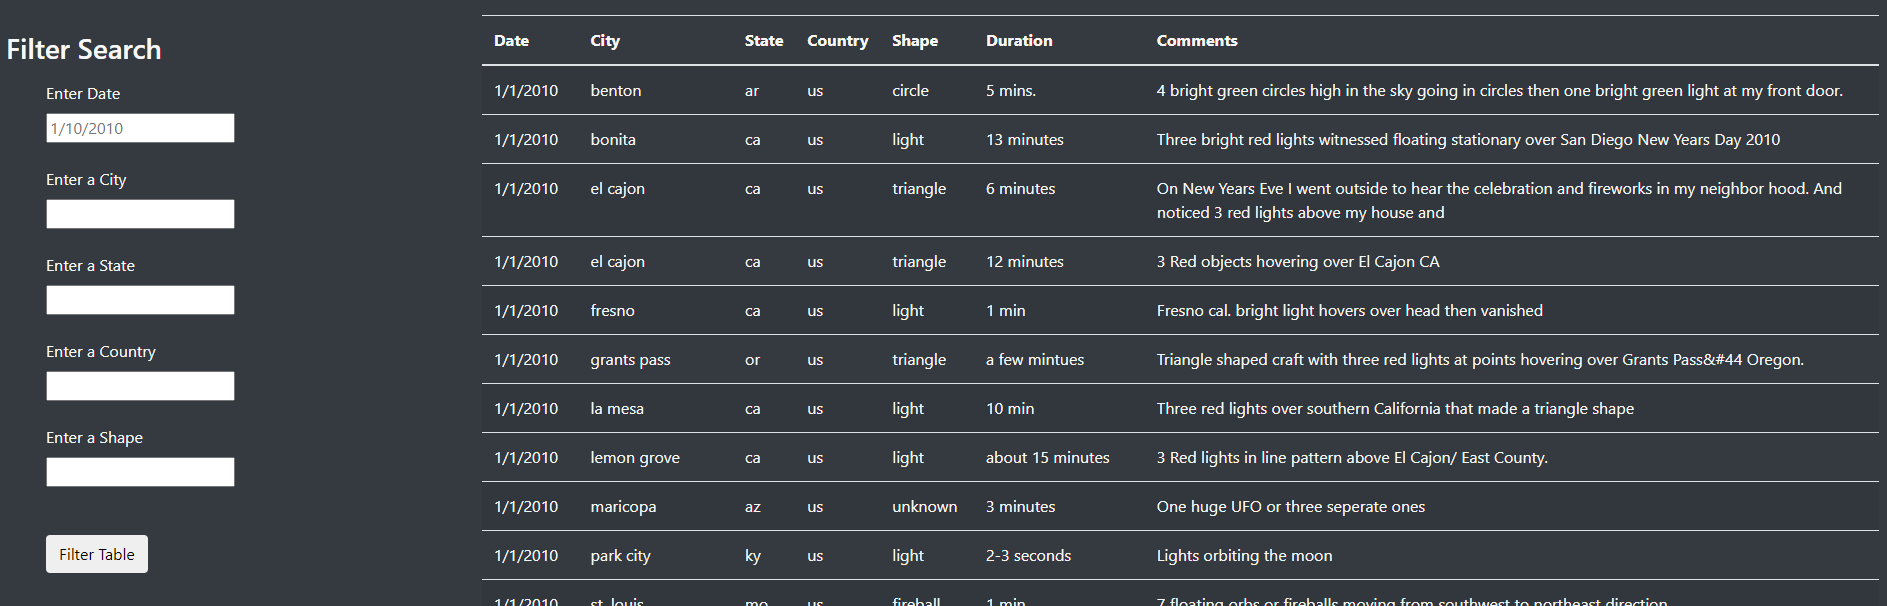 Filter Search
Enter Date
1/10/2010
Enter a City
Enter a State
Enter a Country
Enter a Shape
Filter Table
Date City State Country Shape Duration Comments
1/1/2010 benton ar us circle 5 mins. 4 bright green circles high in the sky going in circles then one bright green light at my front door.
1/1/2010 bonita ca us light 13 minutes Three bright red lights witnessed floating stationary over San Diego New Years Day 2010
1/1/2010 el cajon ca us triangle 6 minutes On New Years Eve I went outside to hear the celebration and fireworks in my neighbor hood. And
noticed 3 red lights above my house and
1/1/2010 el cajon ca us triangle 12 minutes 3 Red objects hovering over El Cajon CA
1/1/2010 fresno ca us light 1 min Fresno cal. bright light hovers over head then vanished
1/1/2010 grants pass or us triangle a few mintues Triangle shaped craft with three red lights at points hovering over Grants Pass&#44 Oregon.
1/1/2010 la mesa ca us light 10 min Three red lights over southern California that made a triangle shape
1/1/2010 lemon grove ca us light about 15 minutes 3 Red lights in line pattern above El Cajon/ East County.
1/1/2010 maricopa az us unknown 3 minutes One huge UFO or three seperate ones
1/1/2010 park city ky us light 2-3 seconds Lights orbiting the moon
1/1/2010 st. louis mo us fireball 1 min 7 floating orbs or fireballs moving from southwest to northeast direction